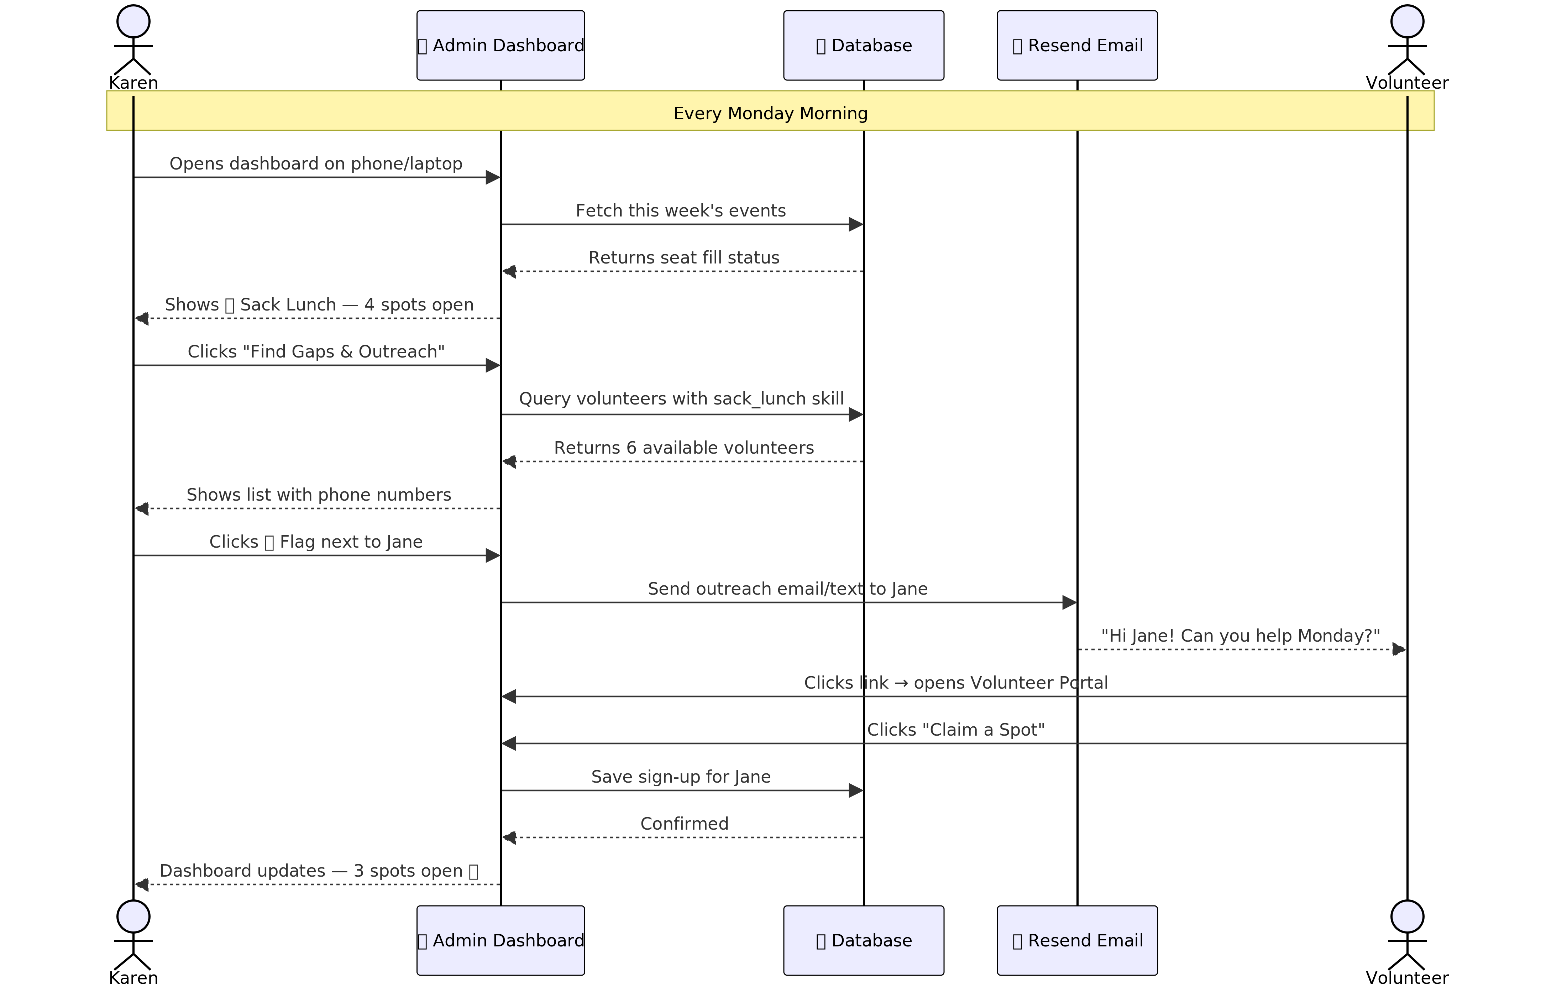 Karen
▯ Admin Dashboard
▯ Database
▯ Resend Email
Volunteer
Every Monday Morning
Opens dashboard on phone/laptop
Fetch this week's events
Returns seat fill status
Shows ▯ Sack Lunch — 4 spots open
Clicks "Find Gaps & Outreach"
Query volunteers with sack_lunch skill
Returns 6 available volunteers
Shows list with phone numbers
Clicks ▯ Flag next to Jane
Send outreach email/text to Jane
"Hi Jane! Can you help Monday?"
Clicks link → opens Volunteer Portal
Clicks "Claim a Spot"
Save sign-up for Jane
Confirmed
Dashboard updates — 3 spots open ▯
Karen
▯ Admin Dashboard
▯ Database
▯ Resend Email
Volunteer